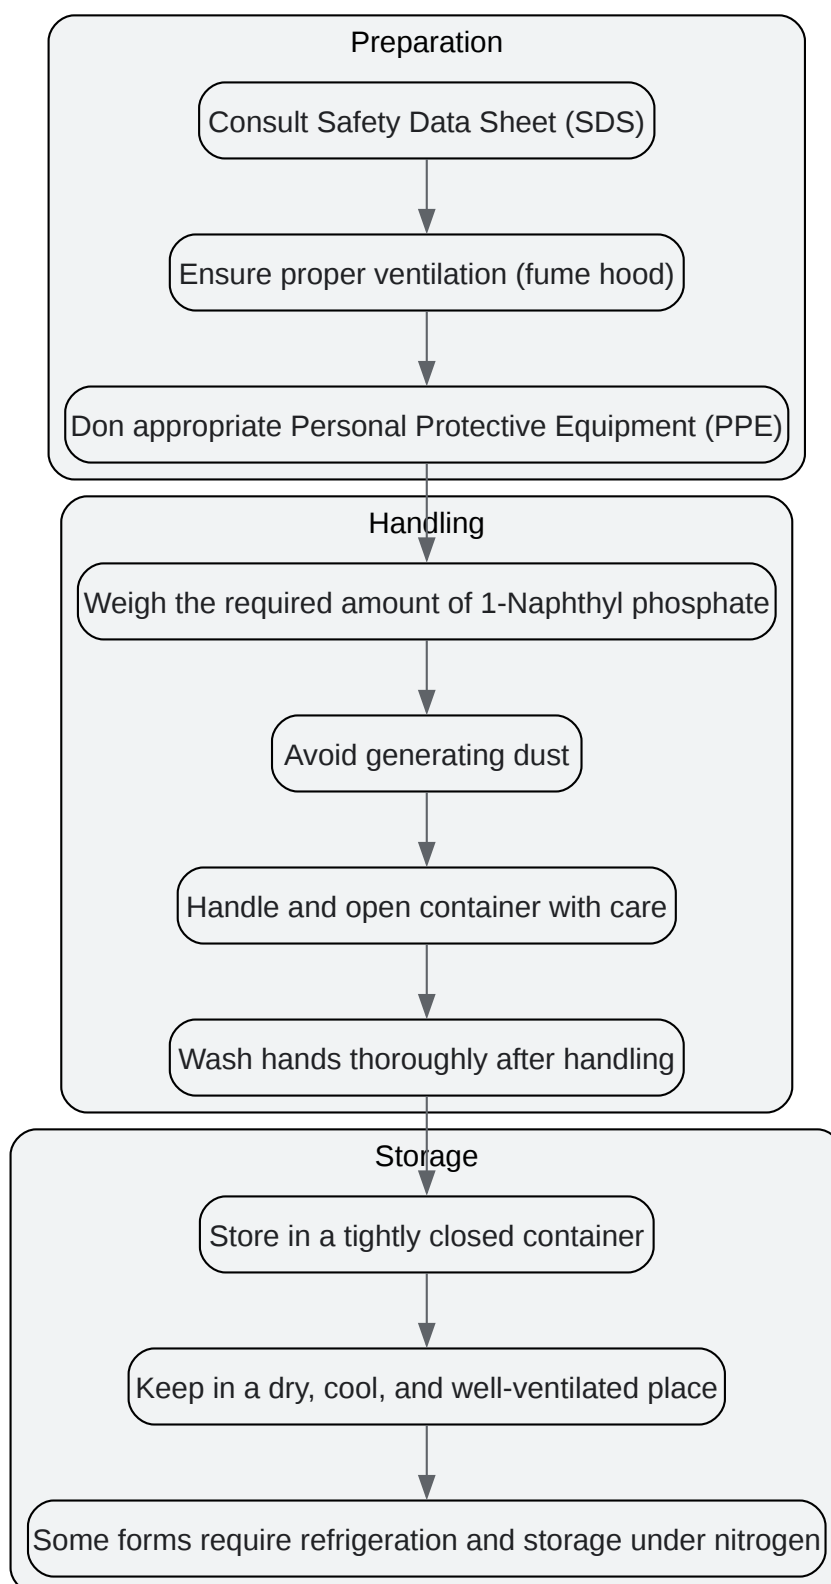 Preparation
Consult Safety Data Sheet (SDS)
Ensure proper ventilation (fume hood)
Don appropriate Personal Protective Equipment (PPE)
Handling
Weigh the required amount of 1-Naphthyl phosphate
Avoid generating dust
Handle and open container with care
Wash hands thoroughly after handling
Storage
Store in a tightly closed container
Keep in a dry, cool, and well-ventilated place
Some forms require refrigeration and storage under nitrogen